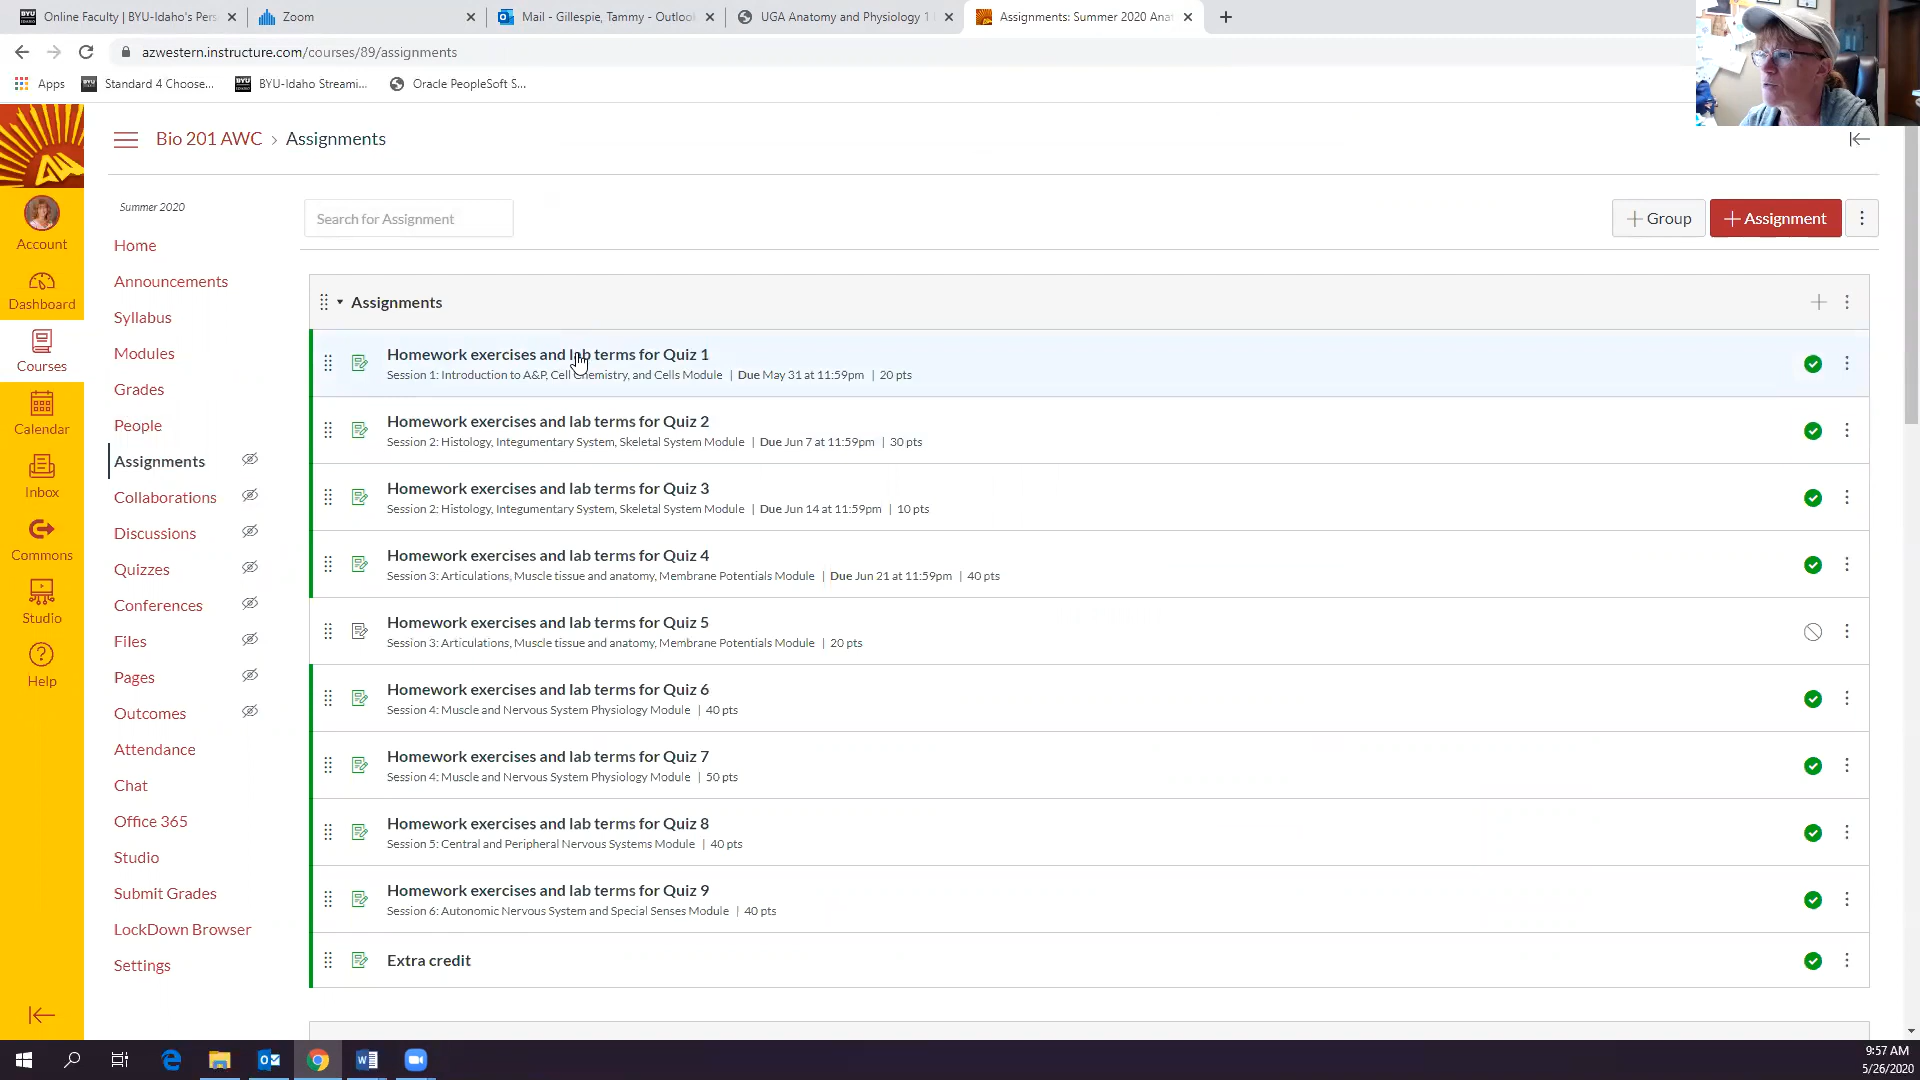 Online Faculty | BYU-Idaho's Pers
Zoom
Mail - Gillespie, Tammy - Outlook
UGA Anatomy and Physiology 1
Assignments: Summer 2020 Anat
azwestern.instructure.com/courses/89/assignments
Apps
Standard 4 Choose...
BYU-Idaho Streami...
Oracle PeopleSoft S...
Bio 201 AWC > Assignments
Summer 2020
Search for Assignment
+ Group
+ Assignment
Account
Dashboard
Courses
Calendar
Inbox
Commons
Studio
Help
Home
Announcements
Syllabus
Modules
Grades
People
Assignments
Collaborations
Discussions
Quizzes
Conferences
Files
Pages
Outcomes
Attendance
Chat
Office 365
Studio
Submit Grades
LockDown Browser
Settings
Assignments
Homework exercises and lab terms for Quiz 1
Session 1: Introduction to A&P, Cell Chemistry, and Cells Module | Due May 31 at 11:59pm | 20 pts
Homework exercises and lab terms for Quiz 2
Session 2: Histology, Integumentary System, Skeletal System Module | Due Jun 7 at 11:59pm | 30 pts
Homework exercises and lab terms for Quiz 3
Session 2: Histology, Integumentary System, Skeletal System Module | Due Jun 14 at 11:59pm | 10 pts
Homework exercises and lab terms for Quiz 4
Session 3: Articulations, Muscle tissue and anatomy, Membrane Potentials Module | Due Jun 21 at 11:59pm | 40 pts
Homework exercises and lab terms for Quiz 5
Session 3: Articulations, Muscle tissue and anatomy, Membrane Potentials Module | 20 pts
Homework exercises and lab terms for Quiz 6
Session 4: Muscle and Nervous System Physiology Module | 40 pts
Homework exercises and lab terms for Quiz 7
Session 4: Muscle and Nervous System Physiology Module | 50 pts
Homework exercises and lab terms for Quiz 8
Session 5: Central and Peripheral Nervous Systems Module | 40 pts
Homework exercises and lab terms for Quiz 9
Session 6: Autonomic Nervous System and Special Senses Module | 40 pts
Extra credit
9:57 AM
5/26/2020